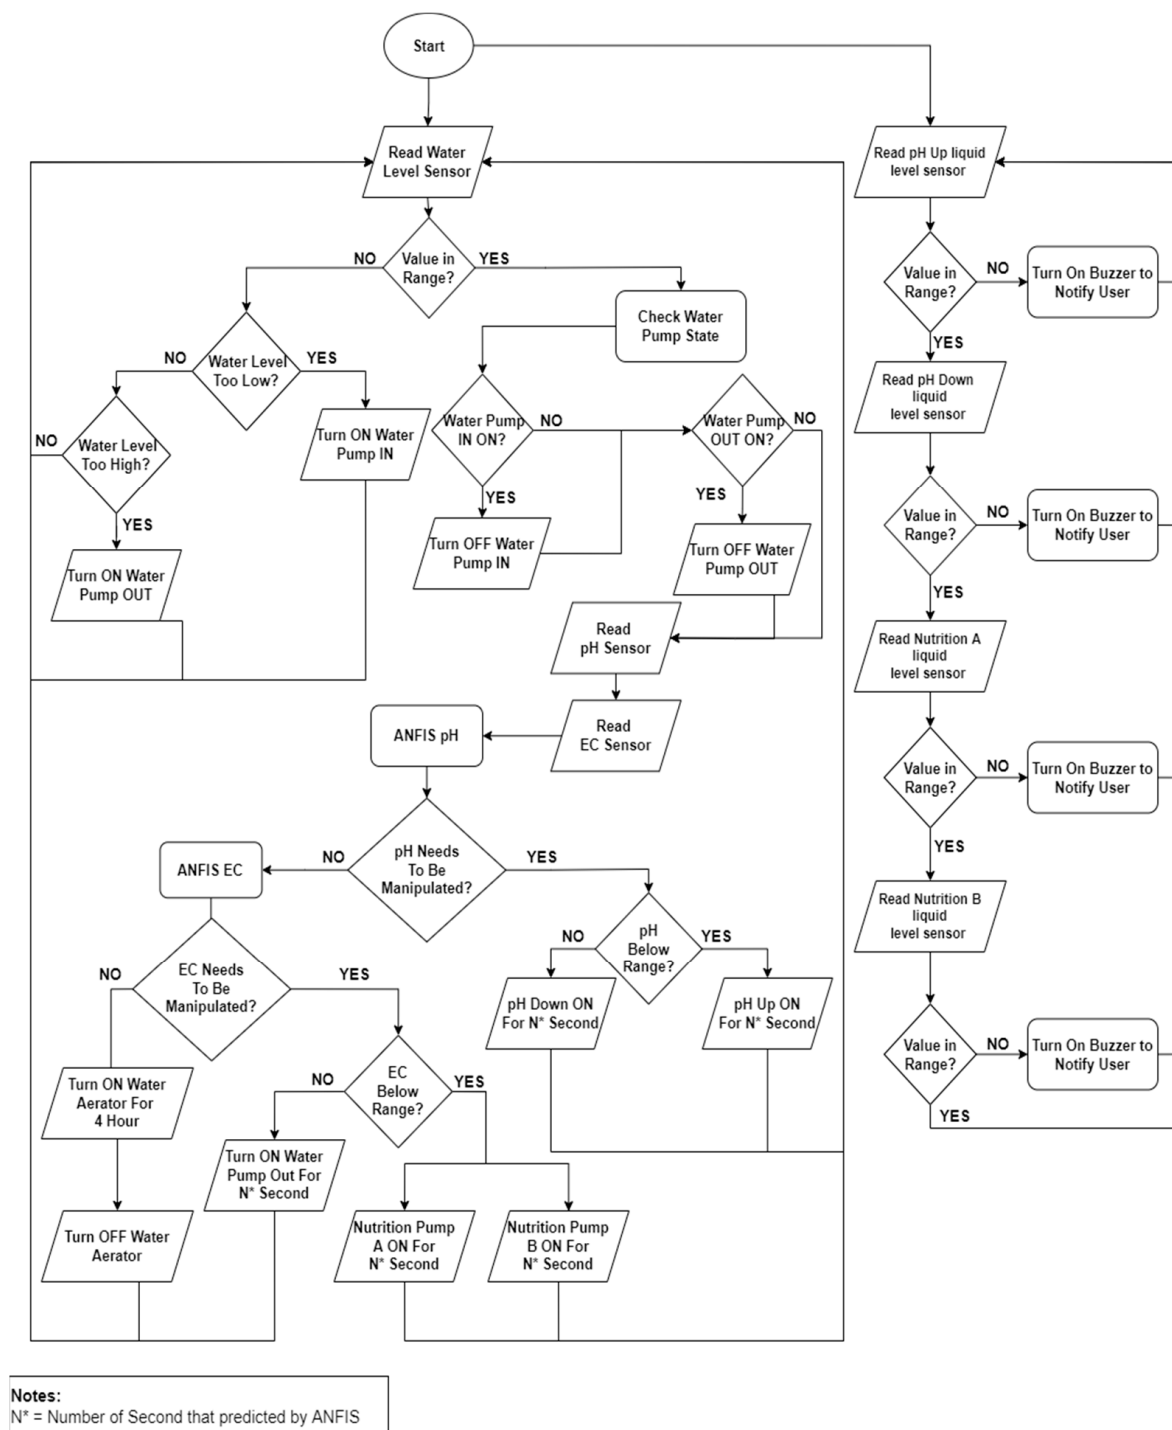 Start
Read Water
Level Sensor
Value in
Range?
NO
YES
Check Water
Pump State
Water Level
Too Low?
NO
YES
Water Level
Too High?
NO
YES
Turn ON Water
Pump IN
Turn ON Water
Pump OUT
Water Pump
IN ON?
NO
YES
Turn OFF Water
Pump IN
Water Pump
OUT ON?
NO
YES
Turn OFF Water
Pump OUT
Read
pH Sensor
Read
EC Sensor
ANFIS pH
pH Needs
To Be
Manipulated?
NO
YES
ANFIS EC
pH
Below
Range?
NO
YES
pH Down ON
For N* Second
pH Up ON
For N* Second
EC Needs
To Be
Manipulated?
NO
YES
Turn ON Water
Aerator For
4 Hour
Turn OFF Water
Aerator
EC
Below
Range?
NO
YES
Turn ON Water
Pump Out For
N* Second
Nutrition Pump
A ON For
N* Second
Nutrition Pump
B ON For
N* Second
Read pH Up liquid
level sensor
Value in
Range?
NO
Turn On Buzzer to
Notify User
YES
Read pH Down
liquid
level sensor
Value in
Range?
NO
Turn On Buzzer to
Notify User
YES
Read Nutrition A
liquid
level sensor
Value in
Range?
NO
Turn On Buzzer to
Notify User
YES
Read Nutrition B
liquid
level sensor
Value in
Range?
NO
Turn On Buzzer to
Notify User
YES
Notes:
N* = Number of Second that predicted by ANFIS